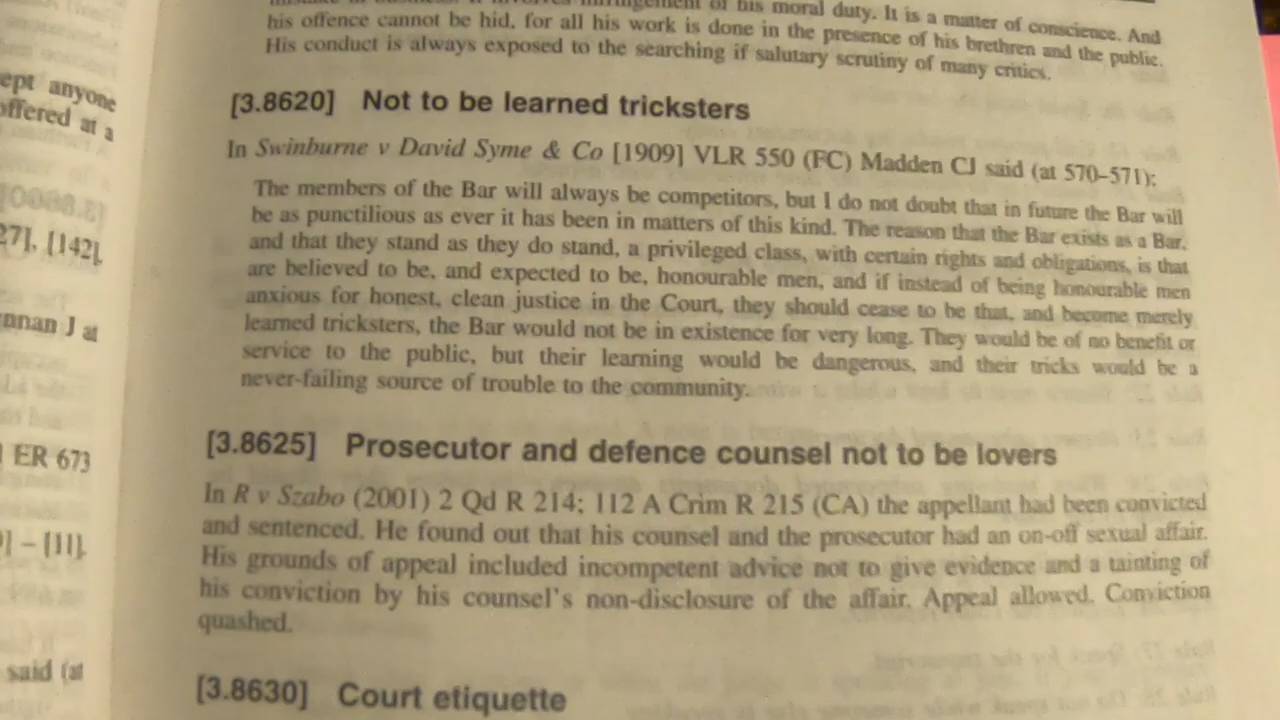 ept anyone
offered at a
27], [142],
nnan J at
ER 673
] – [11].
said (at
his offence cannot be hid, for all his work is done in the presence of his brethren and the public.
His conduct is always exposed to the searching if salutary scrutiny of many critics.
[3.8620] Not to be learned tricksters
In Swinburne v David Syme & Co [1909] VLR 550 (FC) Madden CJ said (at 570–571):
The members of the Bar will always be competitors, but I do not doubt that in future the Bar will
be as punctilious as ever it has been in matters of this kind. The reason that the Bar exists as a Bar,
and that they stand as they do stand, a privileged class, with certain rights and obligations, is that
are believed to be, and expected to be, honourable men, and if instead of being honourable men
anxious for honest, clean justice in the Court, they should cease to be that, and become merely
learned tricksters, the Bar would not be in existence for very long. They would be of no benefit or
service to the public, but their learning would be dangerous, and their tricks would be a
never-failing source of trouble to the community.
[3.8625] Prosecutor and defence counsel not to be lovers
In R v Szabo (2001) 2 Qd R 214; 112 A Crim R 215 (CA) the appellant had been convicted
and sentenced. He found out that his counsel and the prosecutor had an on-off sexual affair.
His grounds of appeal included incompetent advice not to give evidence and a tainting of
his conviction by his counsel's non-disclosure of the affair. Appeal allowed. Conviction
quashed.
[3.8630] Court etiquette